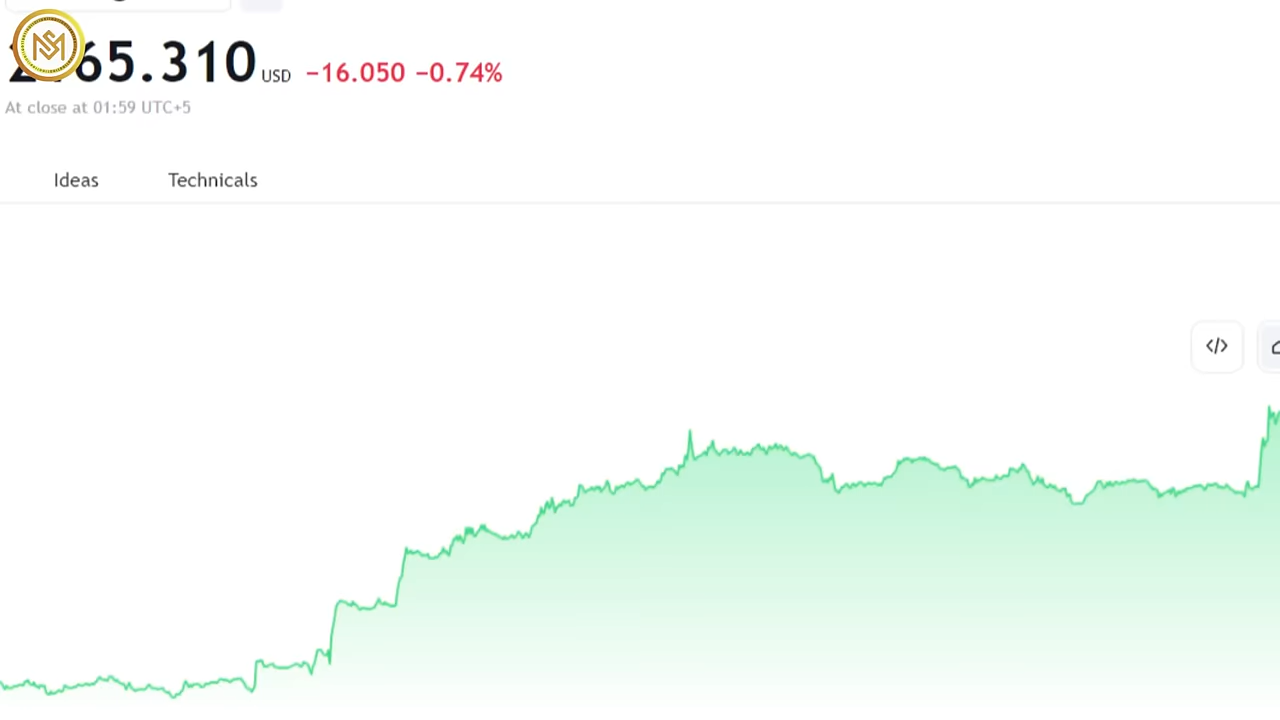 65.310 USD −16.050 −0.74%
At close at 01:59 UTC+5
Ideas Technicals
</>